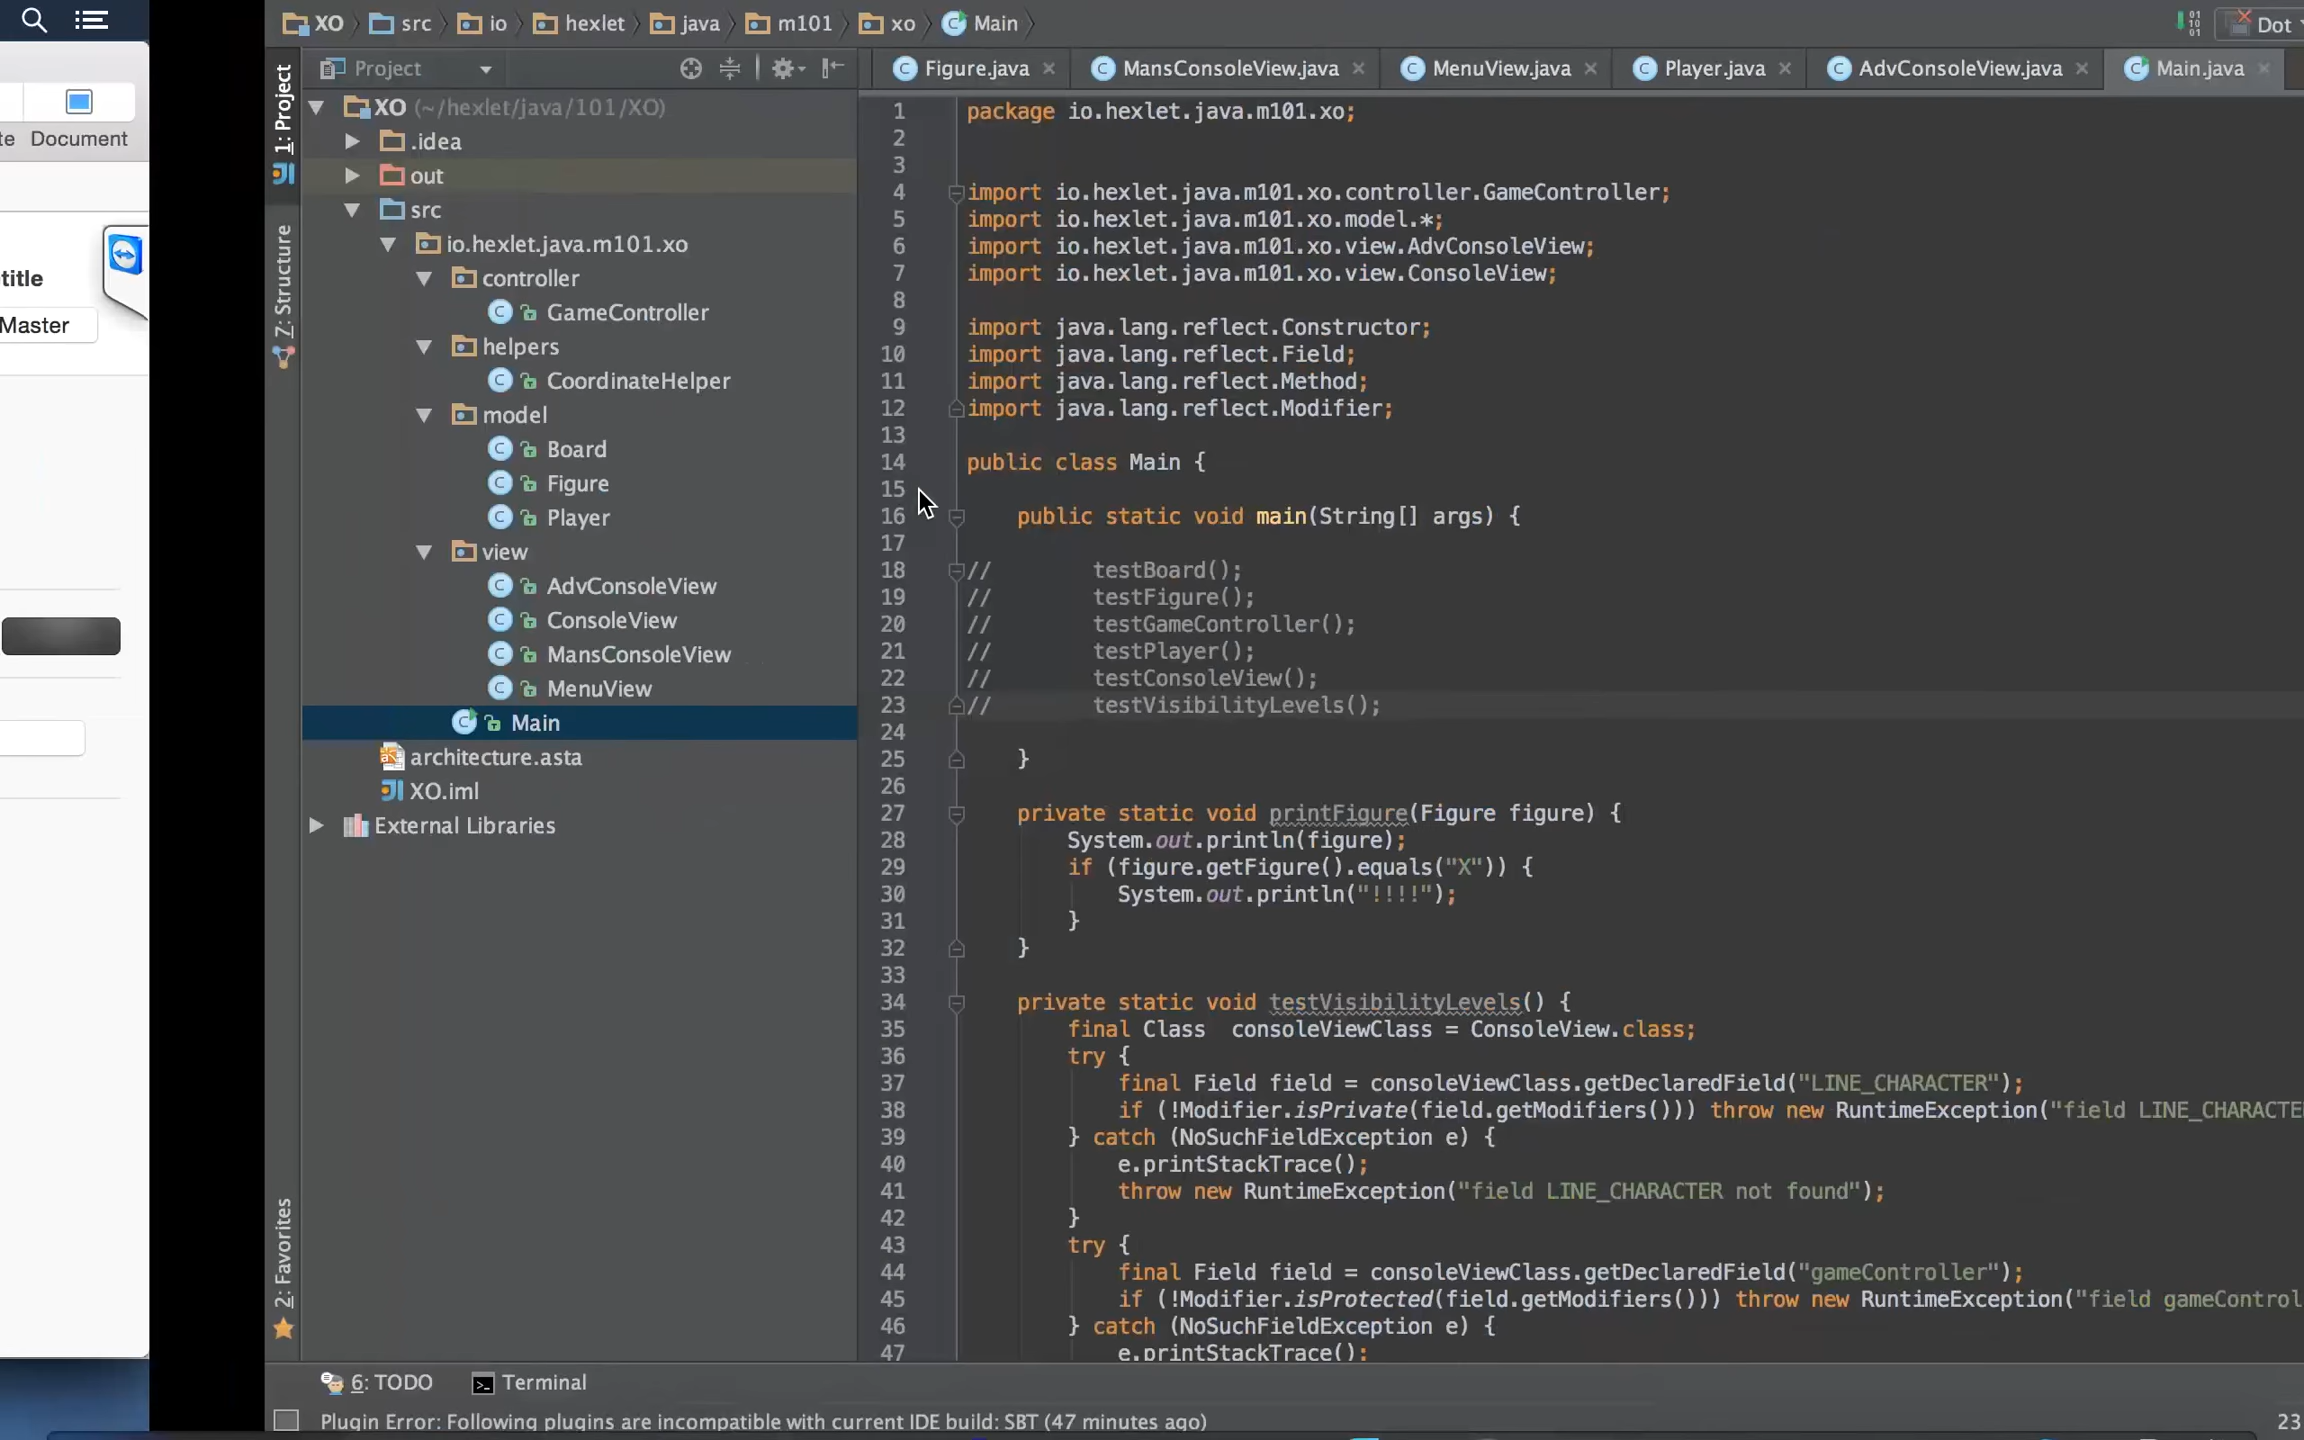 te
Document
title
Master
XO
src
io
hexlet
java
m101
xo
Main
Dot
1: Project
7: Structure
2: Favorites
Project
XO (~/hexlet/java/101/XO)
.idea
out
src
io.hexlet.java.m101.xo
controller
GameController
helpers
CoordinateHelper
model
Board
Figure
Player
view
AdvConsoleView
ConsoleView
MansConsoleView
MenuView
Main
architecture.asta
XO.iml
External Libraries
Figure.java
MansConsoleView.java
MenuView.java
Player.java
AdvConsoleView.java
Main.java
1 package io.hexlet.java.m101.xo;
2
3
4 import io.hexlet.java.m101.xo.controller.GameController;
5 import io.hexlet.java.m101.xo.model.*;
6 import io.hexlet.java.m101.xo.view.AdvConsoleView;
7 import io.hexlet.java.m101.xo.view.ConsoleView;
8
9 import java.lang.reflect.Constructor;
10 import java.lang.reflect.Field;
11 import java.lang.reflect.Method;
12 import java.lang.reflect.Modifier;
13
14 public class Main {
15
16 public static void main(String[] args) {
17
18 // testBoard();
19 // testFigure();
20 // testGameController();
21 // testPlayer();
22 // testConsoleView();
23 // testVisibilityLevels();
24
25 }
26
27 private static void printFigure(Figure figure) {
28 System.out.println(figure);
29 if (figure.getFigure().equals("X")) {
30 System.out.println("!!!!");
31 }
32 }
33
34 private static void testVisibilityLevels() {
35 final Class consoleViewClass = ConsoleView.class;
36 try {
37 final Field field = consoleViewClass.getDeclaredField("LINE_CHARACTER");
38 if (!Modifier.isPrivate(field.getModifiers())) throw new RuntimeException("field LINE_CHARACTE
39 } catch (NoSuchFieldException e) {
40 e.printStackTrace();
41 throw new RuntimeException("field LINE_CHARACTER not found");
42 }
43 try {
44 final Field field = consoleViewClass.getDeclaredField("gameController");
45 if (!Modifier.isProtected(field.getModifiers())) throw new RuntimeException("field gameControl
46 } catch (NoSuchFieldException e) {
47 e.printStackTrace();
6: TODO
Terminal
Plugin Error: Following plugins are incompatible with current IDE build: SBT (47 minutes ago)
23